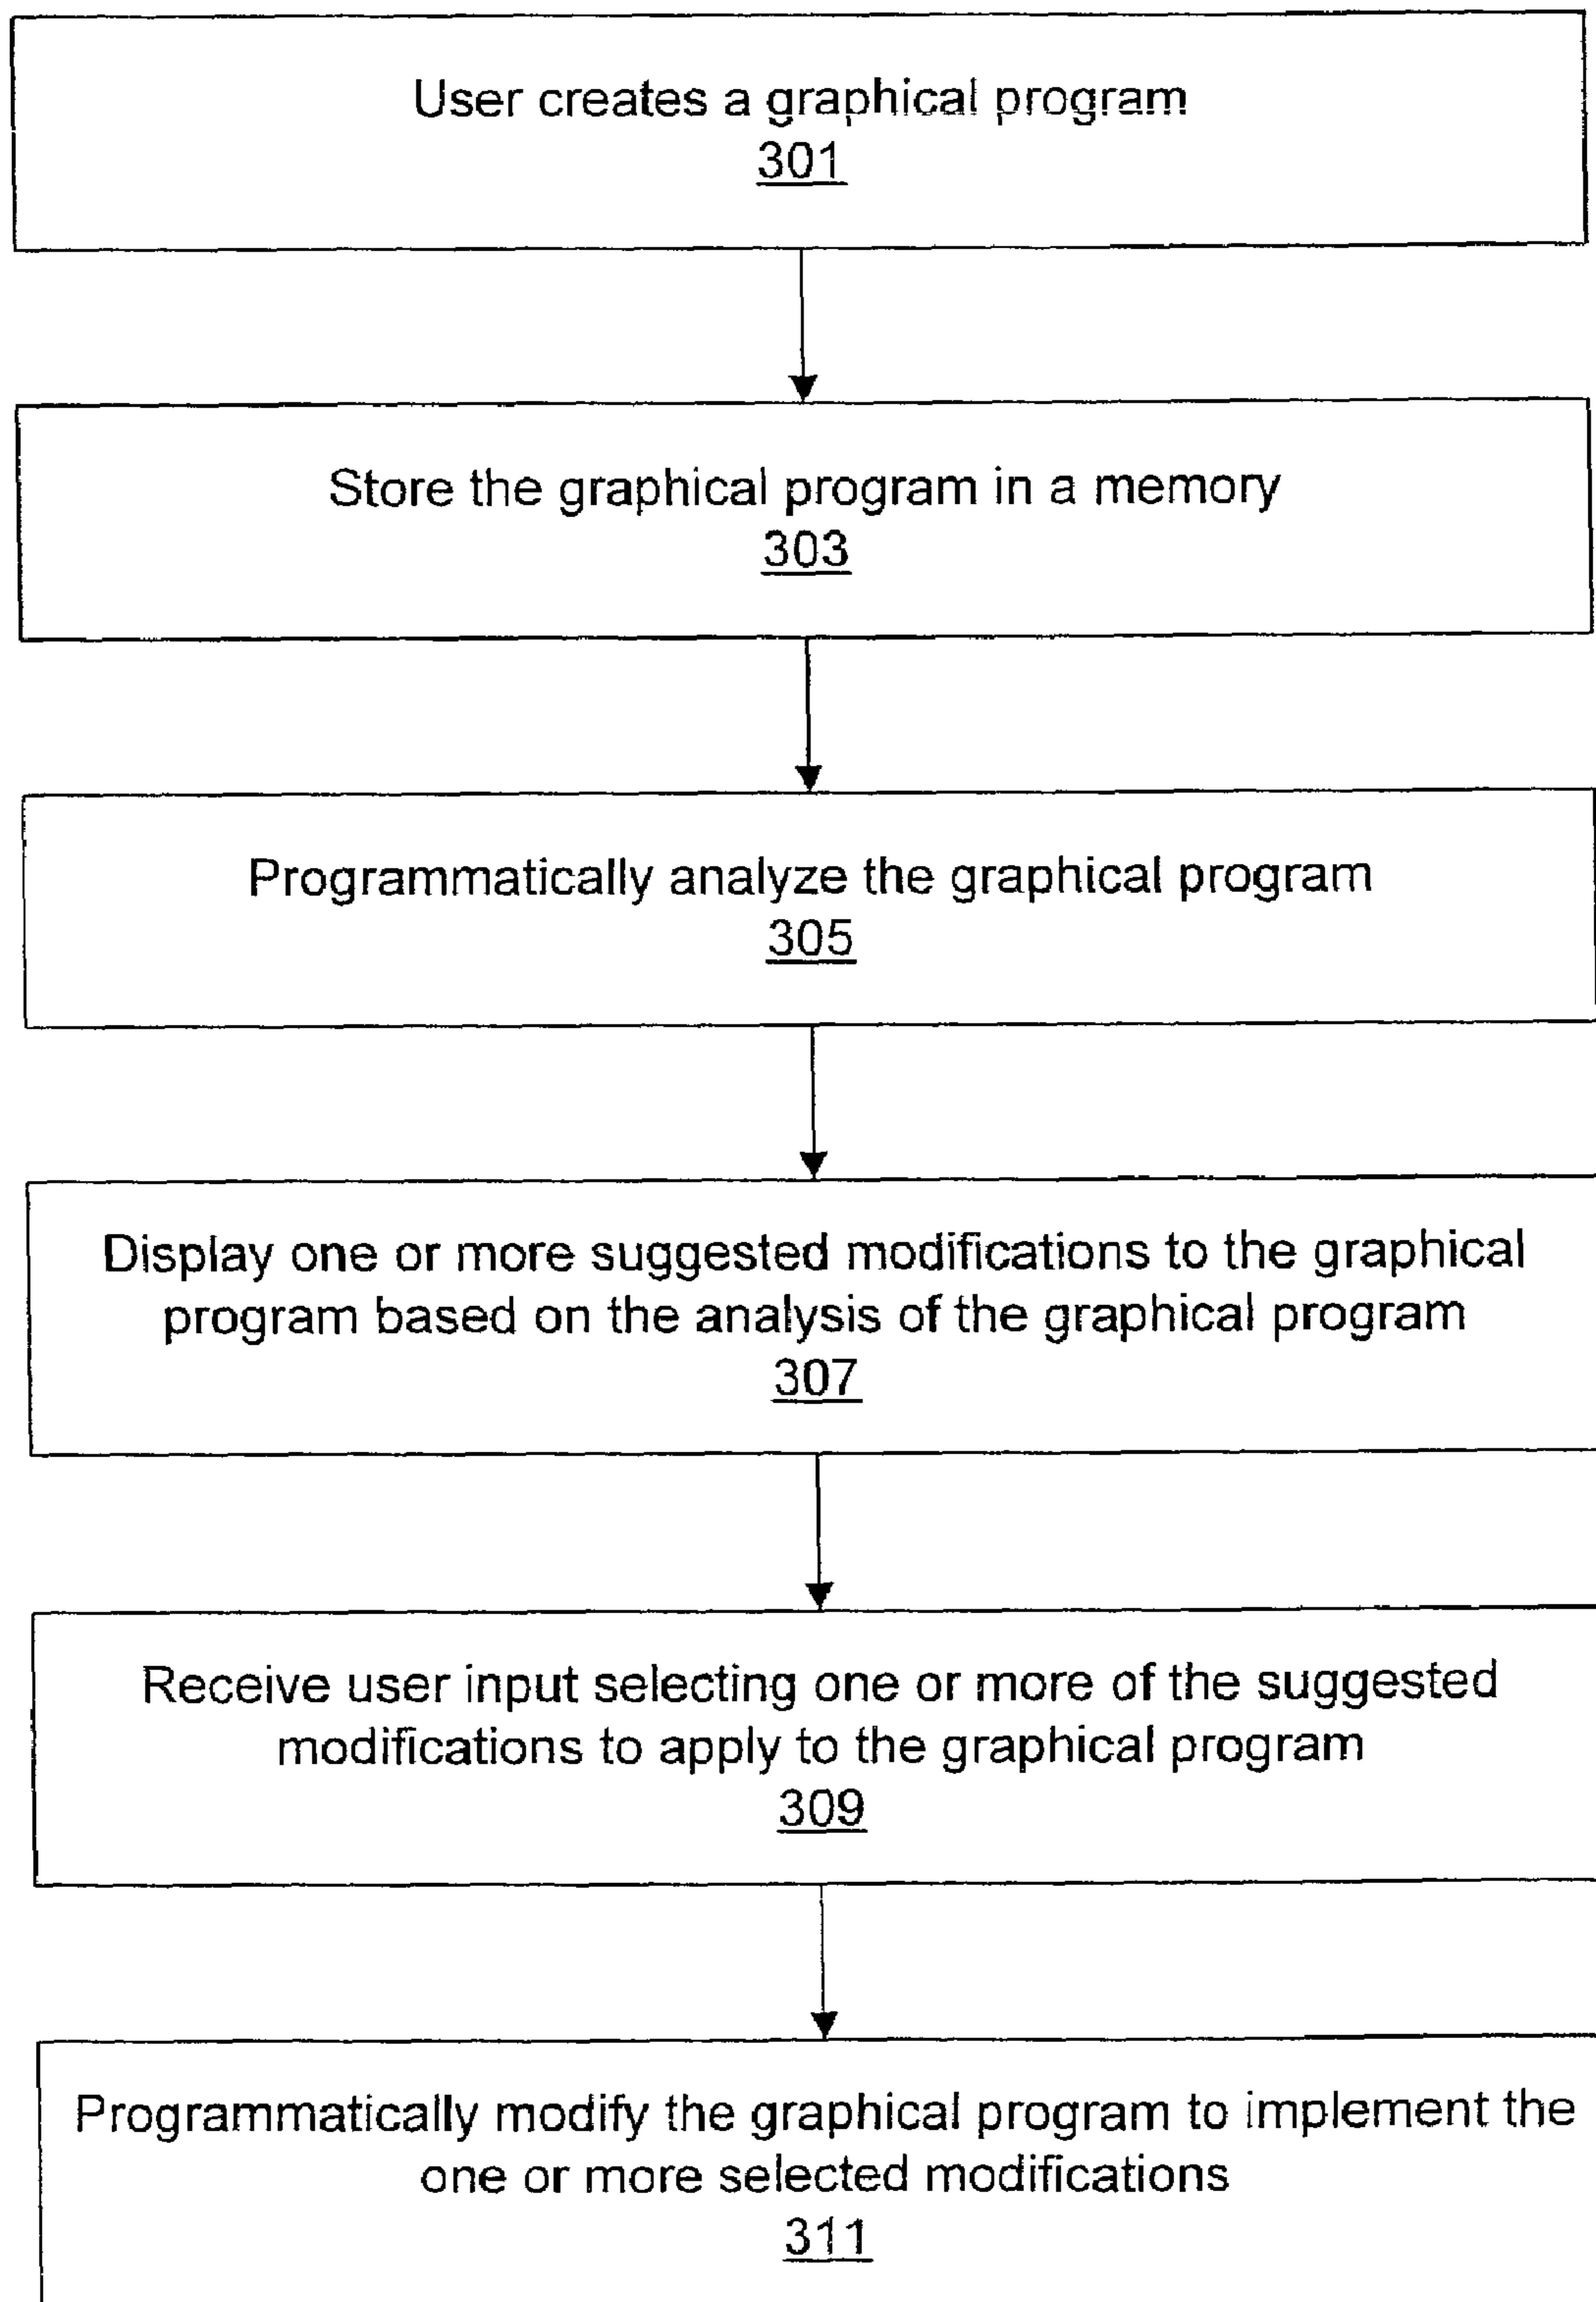 User creates a graphical program
301
Store the graphical program in a memory
303
Programmatically analyze the graphical program
305
Display one or more suggested modifications to the graphical
program based on the analysis of the graphical program
307
Receive user input selecting one or more of the suggested
modifications to apply to the graphical program
309
Programmatically modify the graphical program to implement the
one or more selected modifications
311